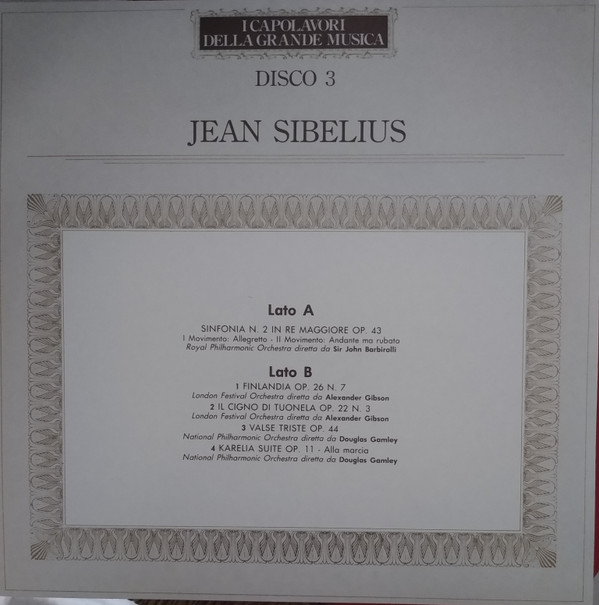 I CAPOLAVORI
DELLA GRANDE MUSICA
DISCO 3
JEAN SIBELIUS
Lato A
SINFONIA N. 2 IN RE MAGGIORE OP. 43
I Movimento: Allegretto - II Movimento: Andante ma rubato
Royal Philharmonic Orchestra diretta da Sir John Barbirolli
Lato B
1 FINLANDIA OP. 26 N. 7
London Festival Orchestra diretta da Alexander Gibson
2 IL CIGNO DI TUONELA OP. 22 N. 3
London Festival Orchestra diretta da Alexander Gibson
3 VALSE TRISTE OP. 44
National Philharmonic Orchestra diretta da Douglas Gamley
4 KARELIA SUITE OP. 11 - Alla marcia
National Philharmonic Orchestra diretta da Douglas Gamley